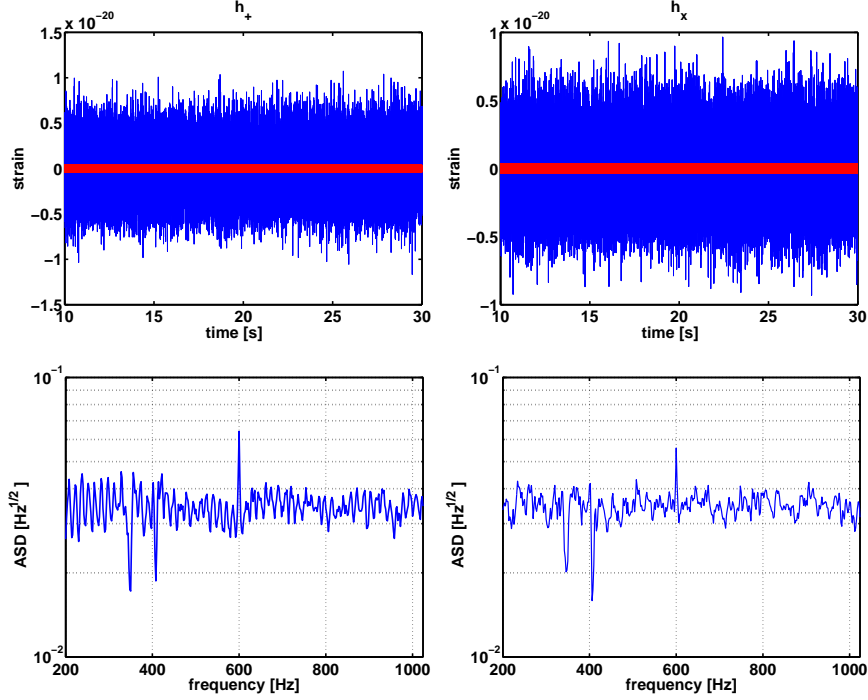 h_+
x 10^-20
1.5
1
0.5
0
−0.5
−1
−1.5
strain
10 15 20 25 30
time [s]
h_x
x 10^-20
1
0.5
0
−0.5
−1
strain
10 15 20 25 30
time [s]
10^-1
10^-2
ASD [Hz^1/2 ]
200 400 600 800 1000
frequency [Hz]
10^-1
10^-2
ASD [Hz^1/2 ]
200 400 600 800 1000
frequency [Hz]